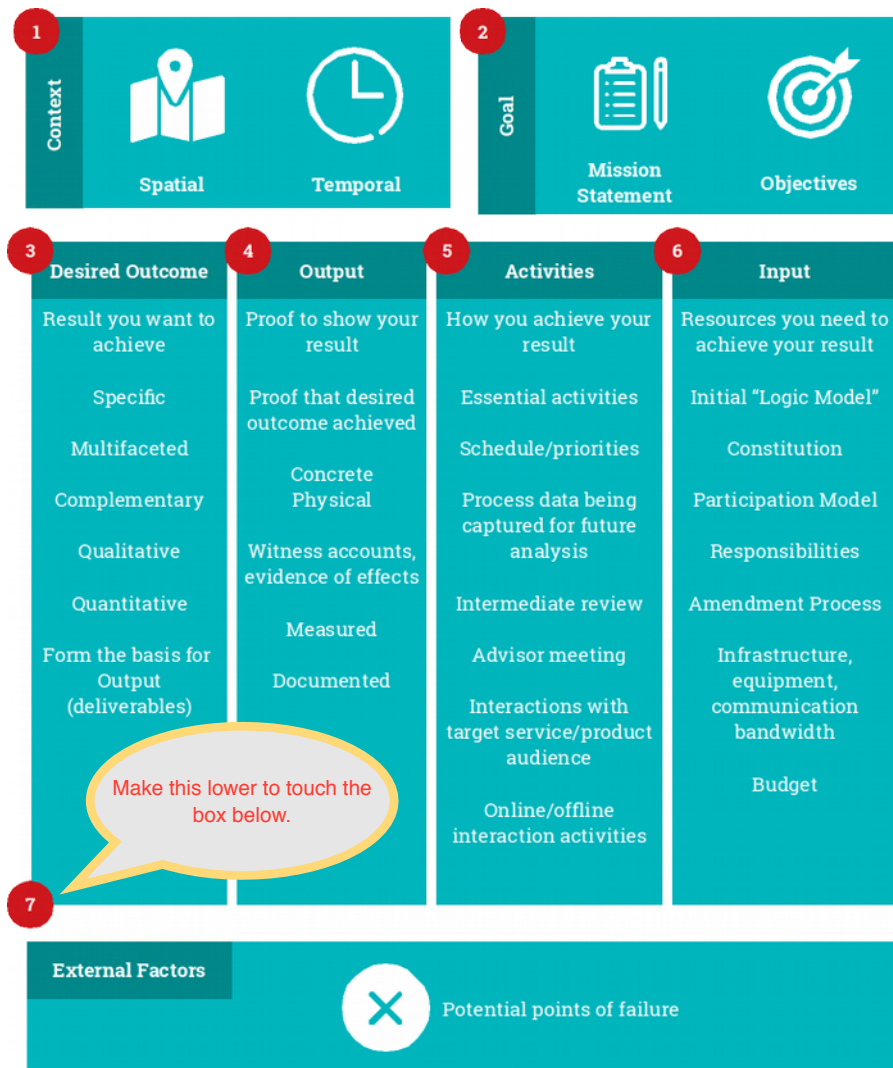 1
Context
Spatial
Temporal
2
Goal
Mission
Statement
Objectives
3
Desired Outcome
Result you want to
achieve
Specific
Multifaceted
Complementary
Qualitative
Quantitative
Form the basis for
Output
(deliverables)
4
Output
Proof to show your
result
Proof that desired
outcome achieved
Concrete
Physical
Witness accounts,
evidence of effects
Measured
Documented
5
Activities
How you achieve your
result
Essential activities
Schedule/priorities
Process data being
captured for future
analysis
Intermediate review
Advisor meeting
Interactions with
target service/product
audience
Online/offline
interaction activities
6
Input
Resources you need to
achieve your result
Initial “Logic Model”
Constitution
Participation Model
Responsibilities
Amendment Process
Infrastructure,
equipment,
communication
bandwidth
Budget
Make this lower to touch the
box below.
7
External Factors
Potential points of failure